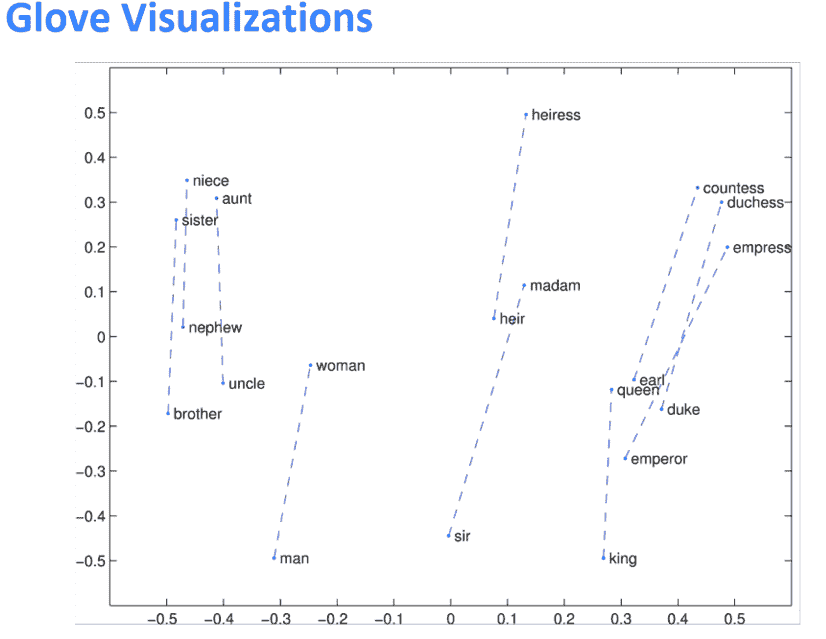 Glove Visualizations
0.5
0.4
0.3
0.2
0.1
0
−0.1
−0.2
−0.3
−0.4
−0.5
heiress
niece
aunt
sister
countess
duchess
empress
madam
nephew
heir
woman
uncle
earl
queen
brother
duke
emperor
sir
man
king
−0.5 −0.4 −0.3 −0.2 −0.1 0 0.1 0.2 0.3 0.4 0.5